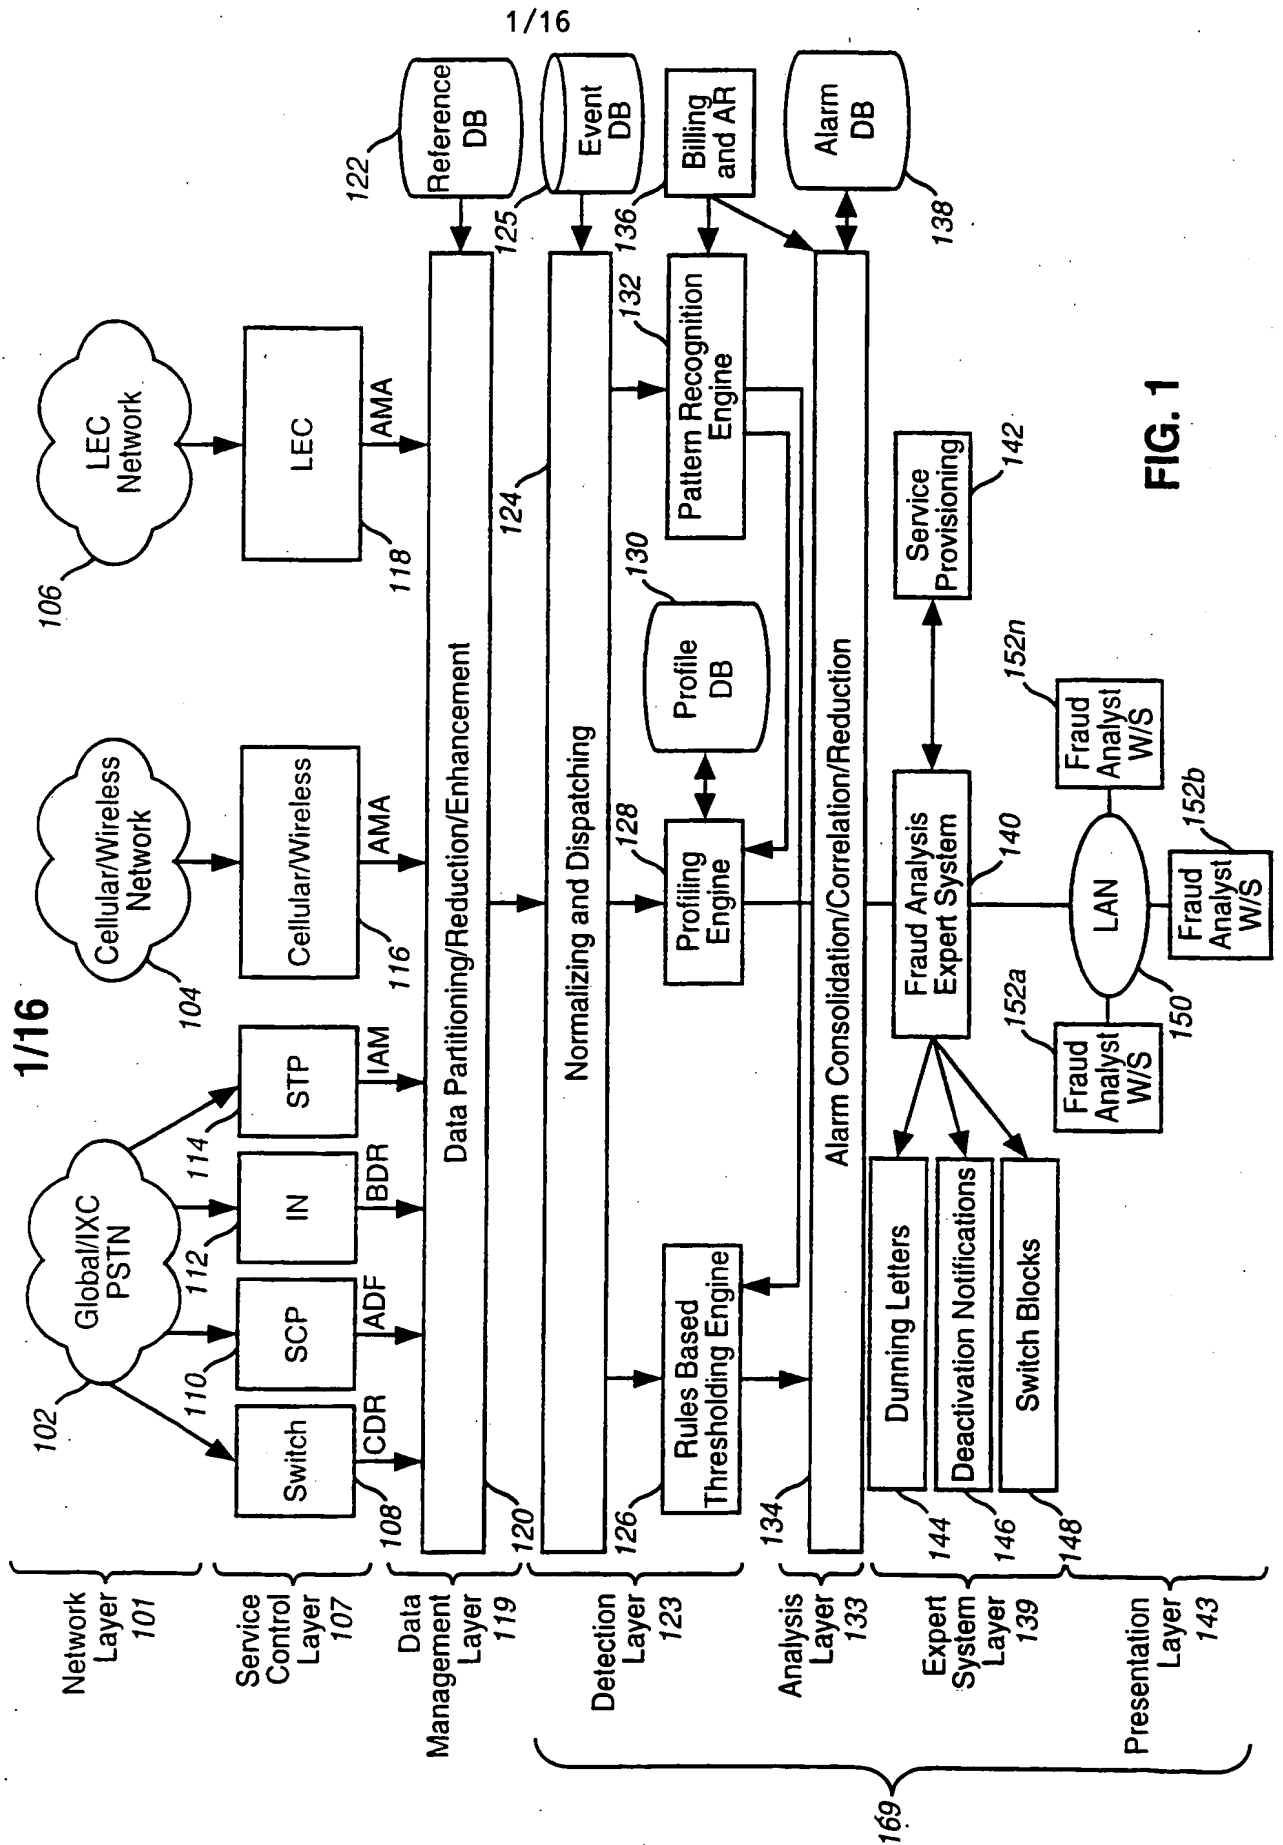 1/16
1/16
Global/IXC
PSTN
102
Cellular/Wireless
Network
104
LEC
Network
106
Network
Layer
101
Switch
108
SCP
110
IN
112
STP
114
Cellular/Wireless
116
LEC
118
Service
Control
Layer
107
CDR
ADF
BDR
IAM
AMA
AMA
Data Partitioning/Reduction/Enhancement
120
Reference
DB
122
Data
Management
Layer
119
Normalizing and Dispatching
124
Event
DB
125
Rules Based
Thresholding Engine
126
Profiling
Engine
128
Profile
DB
130
Pattern Recognition
Engine
132
Billing
and AR
136
Detection
Layer
123
Alarm Consolidation/Correlation/Reduction
134
Alarm
DB
138
Analysis
Layer
133
Dunning Letters
144
Deactivation Notifications
146
Switch Blocks
148
Fraud Analysis
Expert System
140
Service
Provisioning
142
Expert
System
Layer
139
Fraud
Analyst
W/S
152a
LAN
150
Fraud
Analyst
W/S
152b
Fraud
Analyst
W/S
152n
Presentation
Layer
143
169
FIG. 1